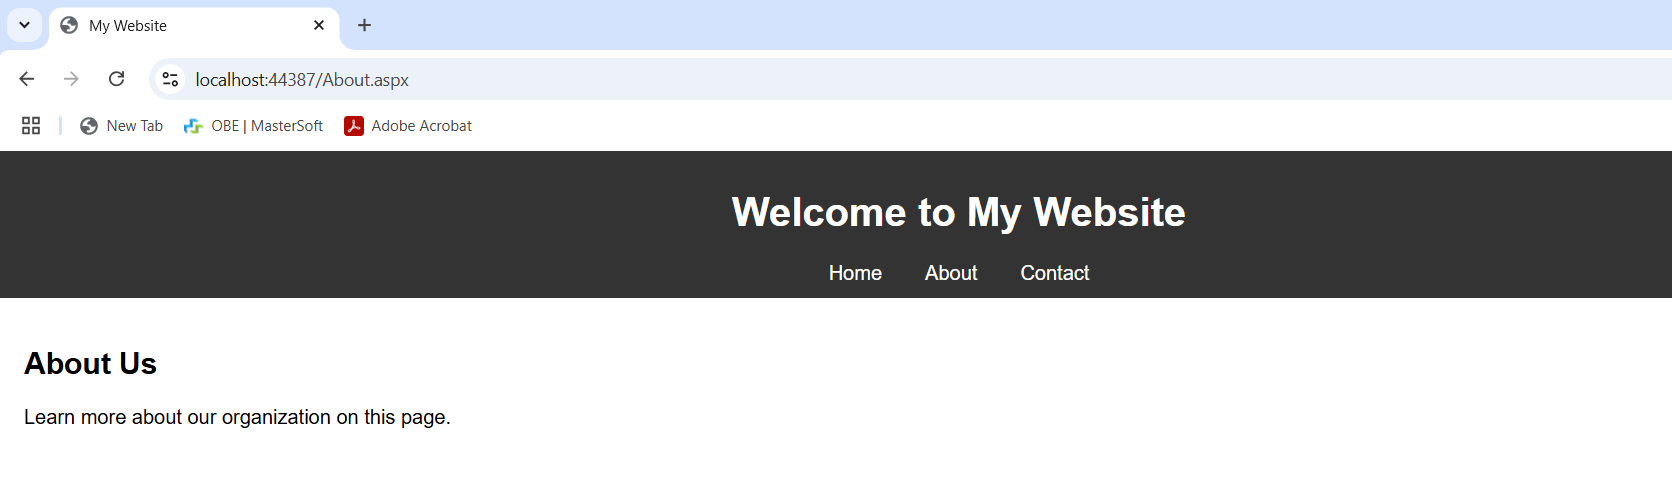 My Website
localhost:44387/About.aspx
New Tab OBE | MasterSoft Adobe Acrobat
Welcome to My Website
Home About Contact
About Us
Learn more about our organization on this page.